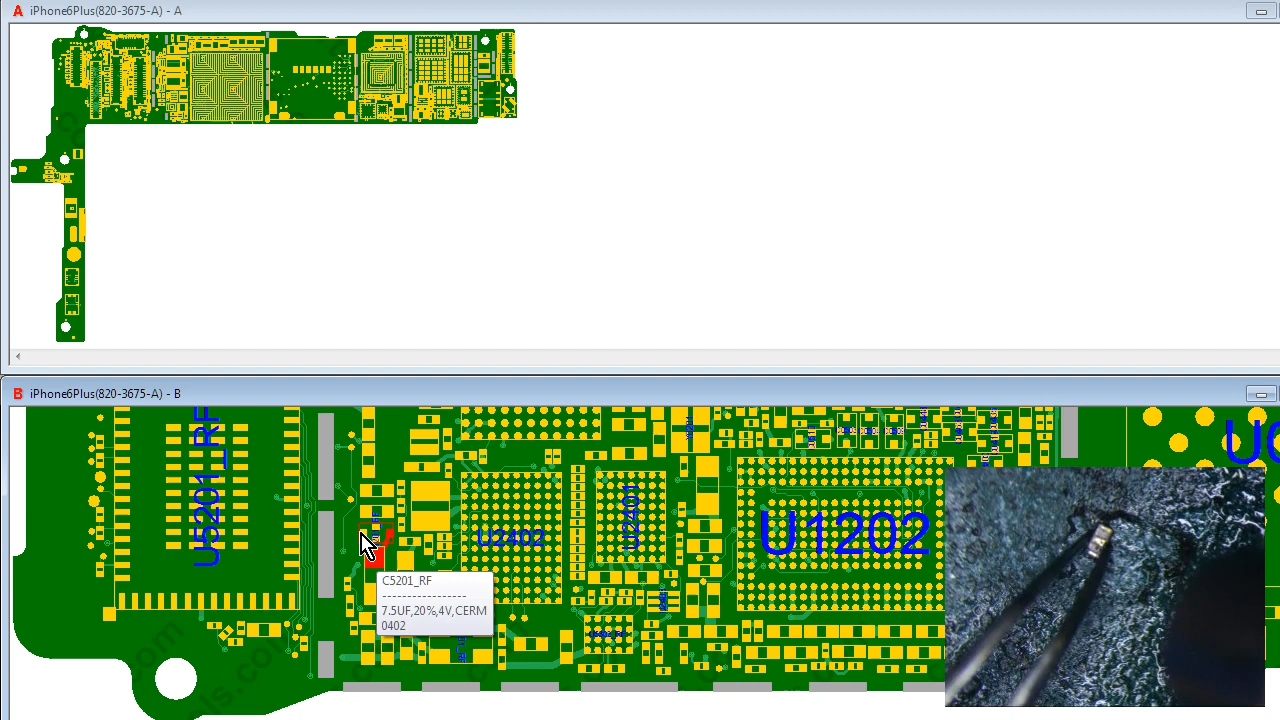 A iPhone6Plus(820-3675-A) - A
B iPhone6Plus(820-3675-A) - B
U5201_RF
U2402
U2401
U1202
C5201_RF
------------------
7.5UF,20%,4V,CERM
0402